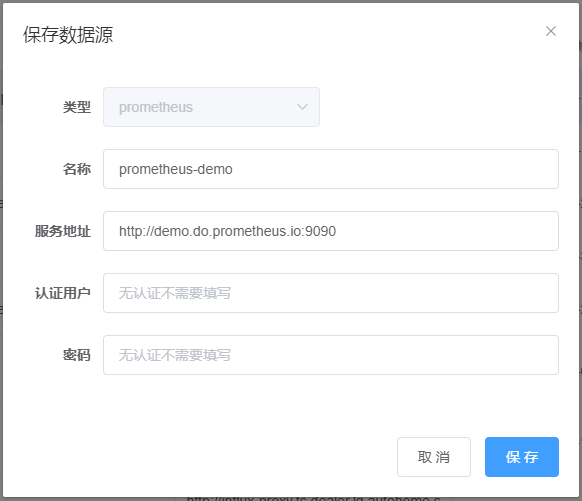 保存数据源
类型 prometheus
名称 prometheus-demo
服务地址 http://demo.do.prometheus.io:9090
认证用户 无认证不需要填写
密码 无认证不需要填写
取 消 保 存